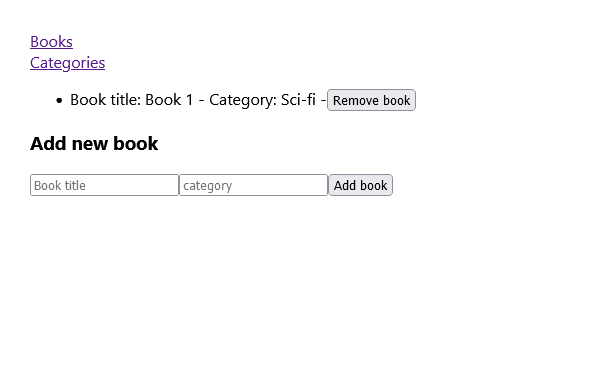 Books
Categories
• Book title: Book 1 - Category: Sci-fi -Remove book
Add new book
Book title category Add book